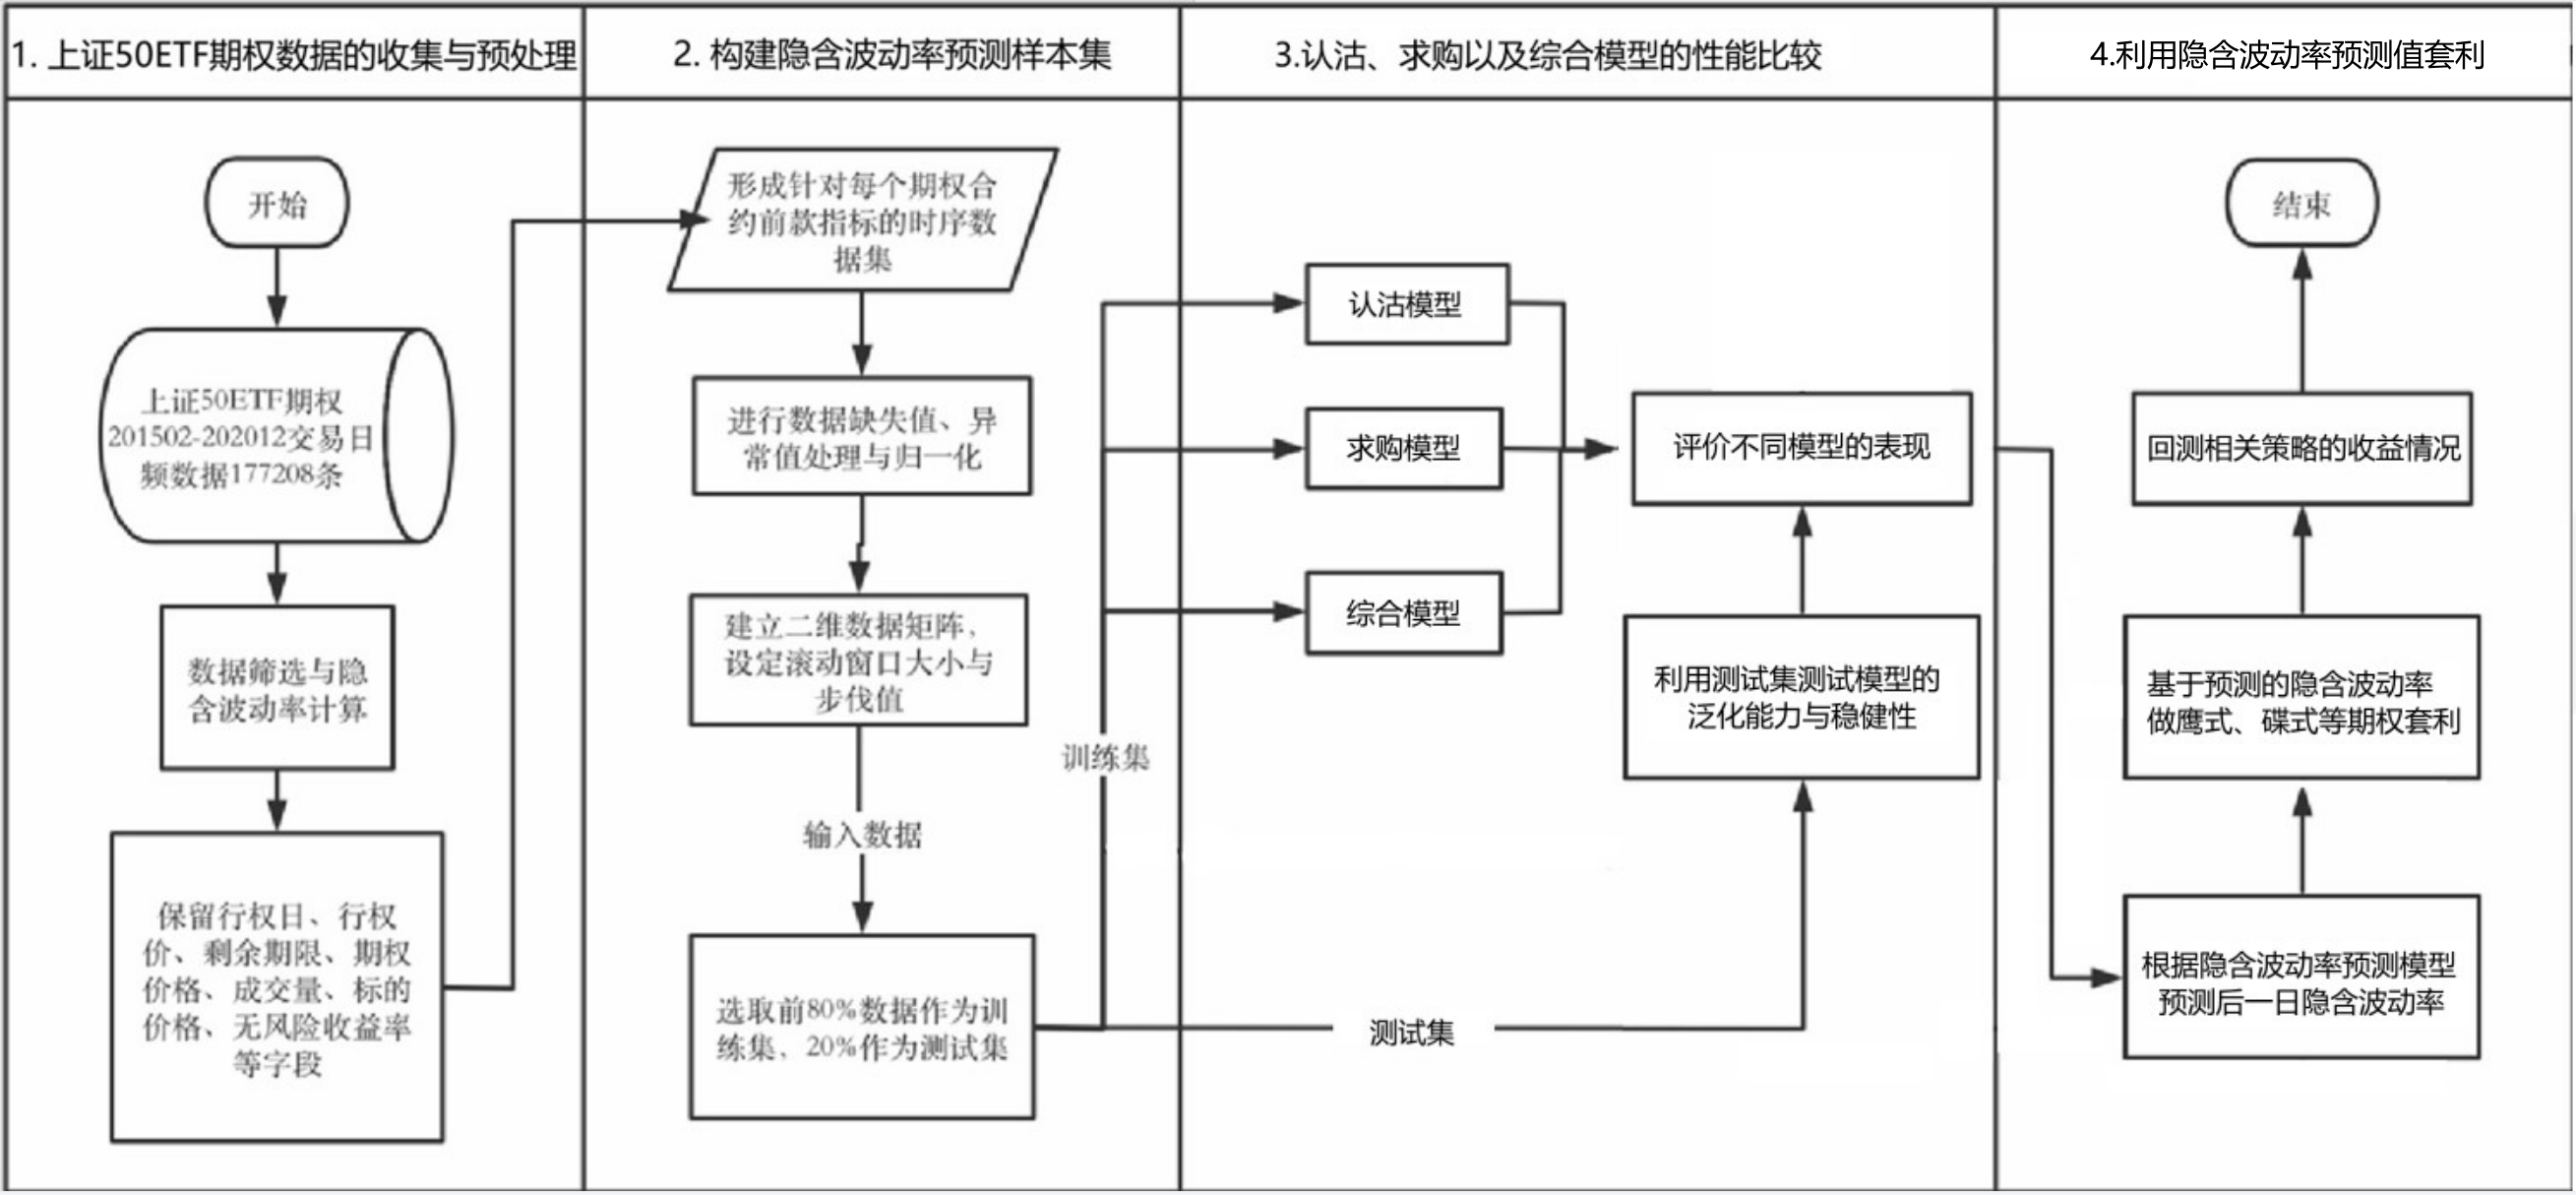 1. 上证50ETF期权数据的收集与预处理
2. 构建隐含波动率预测样本集
3.认沽、求购以及综合模型的性能比较
4.利用隐含波动率预测值套利
开始
上证50ETF期权
201502-202012交易日
频数据177208条
数据筛选与隐
含波动率计算
保留行权日、行权
价、剩余期限、期权
价格、成交量、标的
价格、无风险收益率
等字段
形成针对每个期权合
约前款指标的时序数
据集
进行数据缺失值、异
常值处理与归一化
建立二维数据矩阵，
设定滚动窗口大小与
步伐值
输入数据
选取前80%数据作为训
练集，20%作为测试集
训练集
测试集
认沽模型
求购模型
综合模型
评价不同模型的表现
利用测试集测试模型的
泛化能力与稳健性
结束
回测相关策略的收益情况
基于预测的隐含波动率
做鹰式、碟式等期权套利
根据隐含波动率预测模型
预测后一日隐含波动率